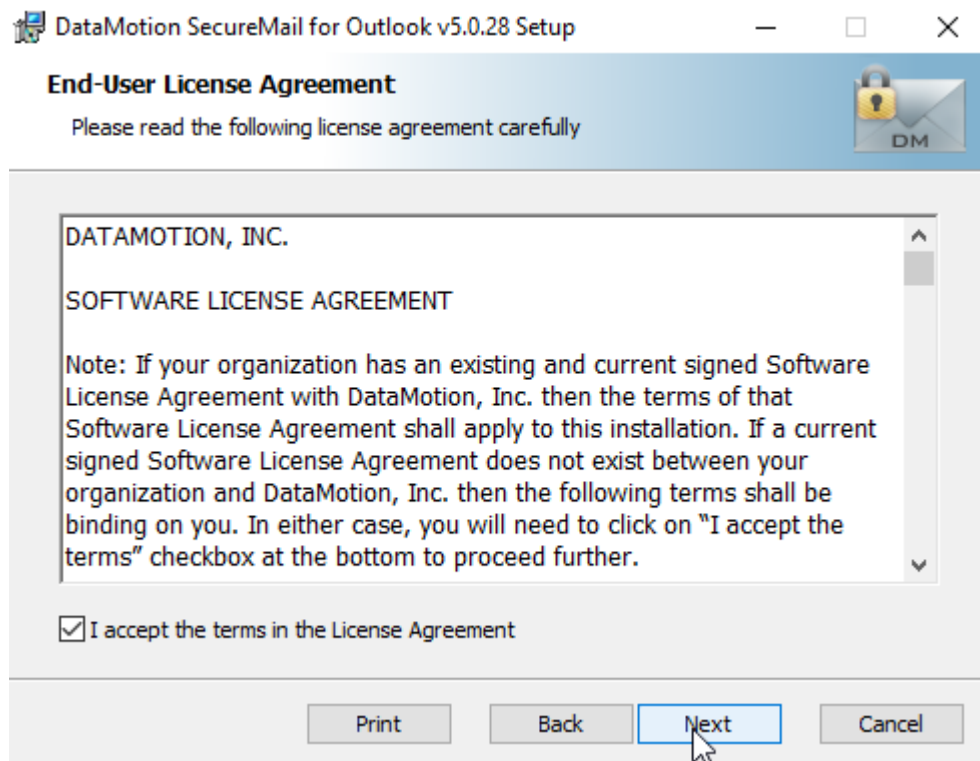 DataMotion SecureMail for Outlook v5.0.28 Setup
End-User License Agreement
Please read the following license agreement carefully
DM
DATAMOTION, INC.
SOFTWARE LICENSE AGREEMENT
Note: If your organization has an existing and current signed Software
License Agreement with DataMotion, Inc. then the terms of that
Software License Agreement shall apply to this installation. If a current
signed Software License Agreement does not exist between your
organization and DataMotion, Inc. then the following terms shall be
binding on you. In either case, you will need to click on “I accept the
terms” checkbox at the bottom to proceed further.
I accept the terms in the License Agreement
Print Back Next Cancel